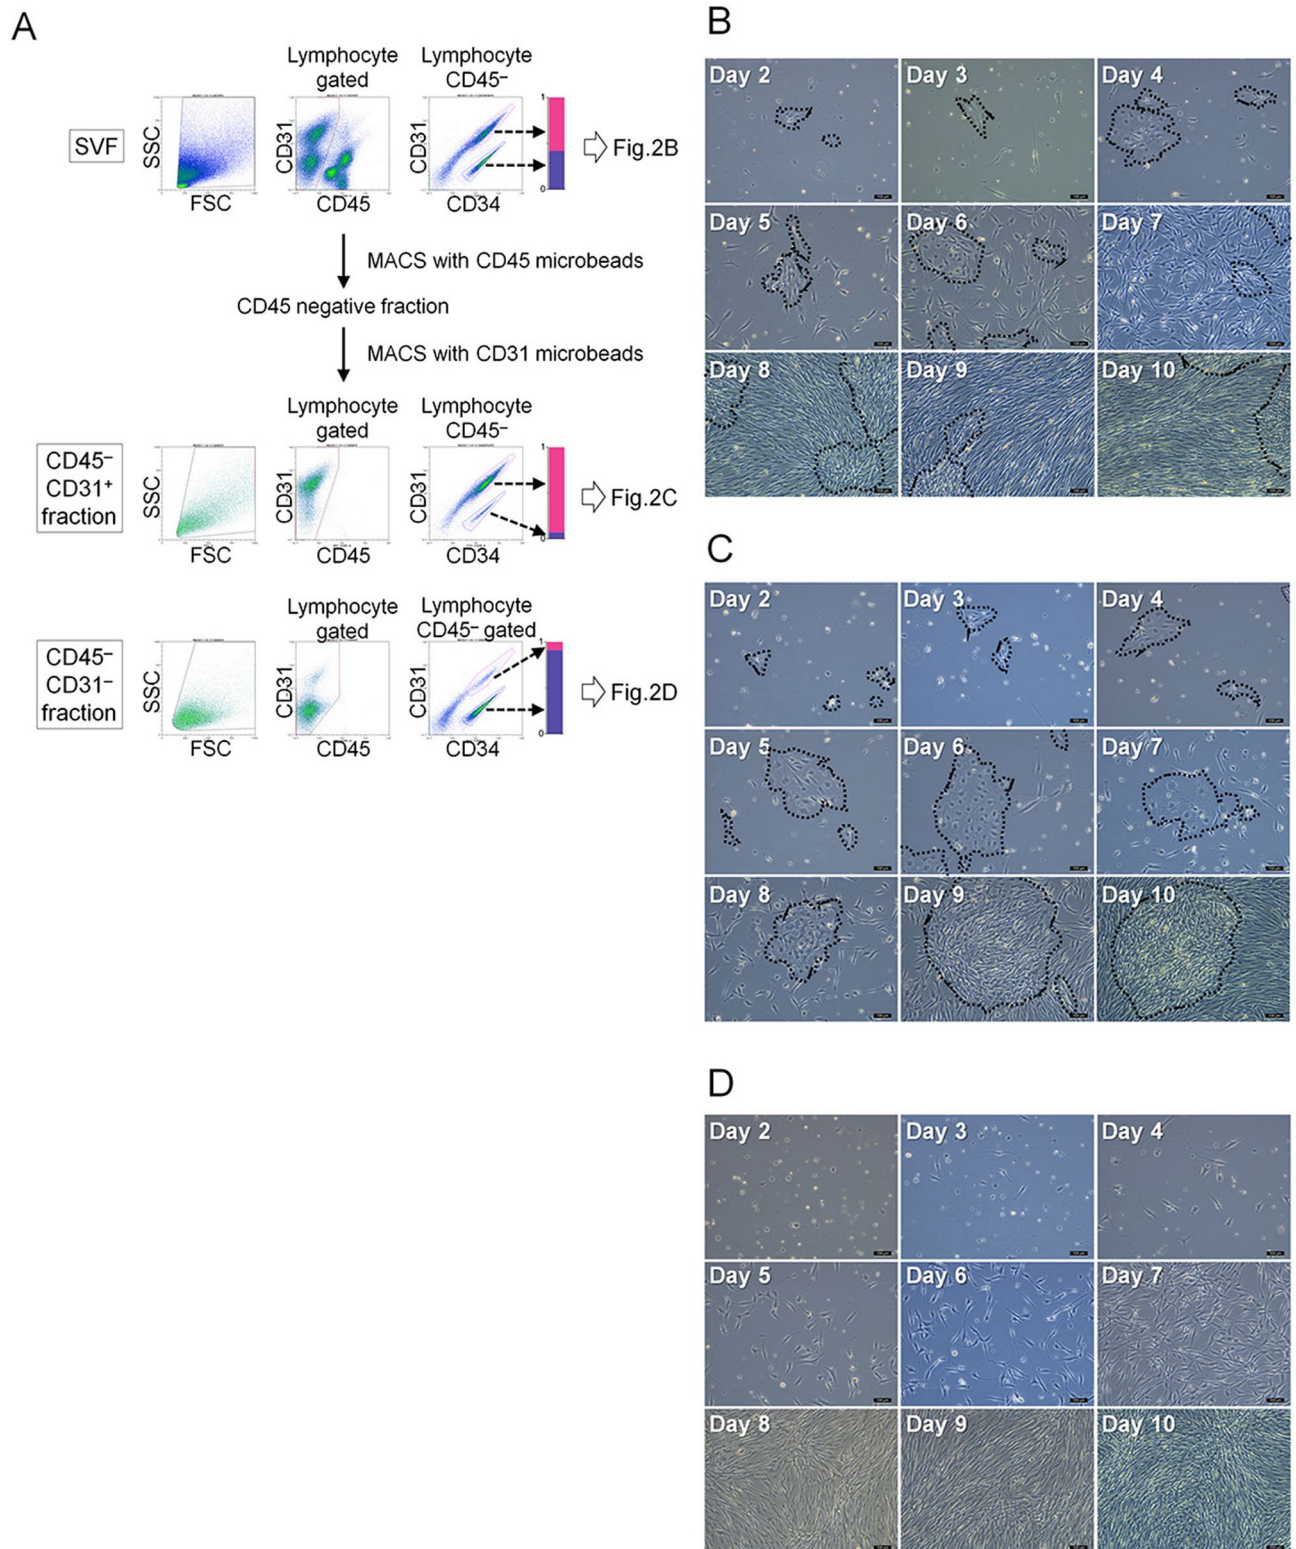 A
Lymphocyte
gated
Lymphocyte
CD45–
SVF
SSC
FSC
CD31
CD45
CD31
CD34
1
0
Fig.2B
MACS with CD45 microbeads
CD45 negative fraction
MACS with CD31 microbeads
Lymphocyte
gated
Lymphocyte
CD45–
CD45–
CD31+
fraction
SSC
FSC
CD31
CD45
CD31
CD34
1
0
Fig.2C
Lymphocyte
gated
Lymphocyte
CD45– gated
CD45–
CD31–
fraction
SSC
FSC
CD31
CD45
CD31
CD34
1
0
Fig.2D
B
Day 2
Day 3
Day 4
Day 5
Day 6
Day 7
Day 8
Day 9
Day 10
C
Day 2
Day 3
Day 4
Day 5
Day 6
Day 7
Day 8
Day 9
Day 10
D
Day 2
Day 3
Day 4
Day 5
Day 6
Day 7
Day 8
Day 9
Day 10